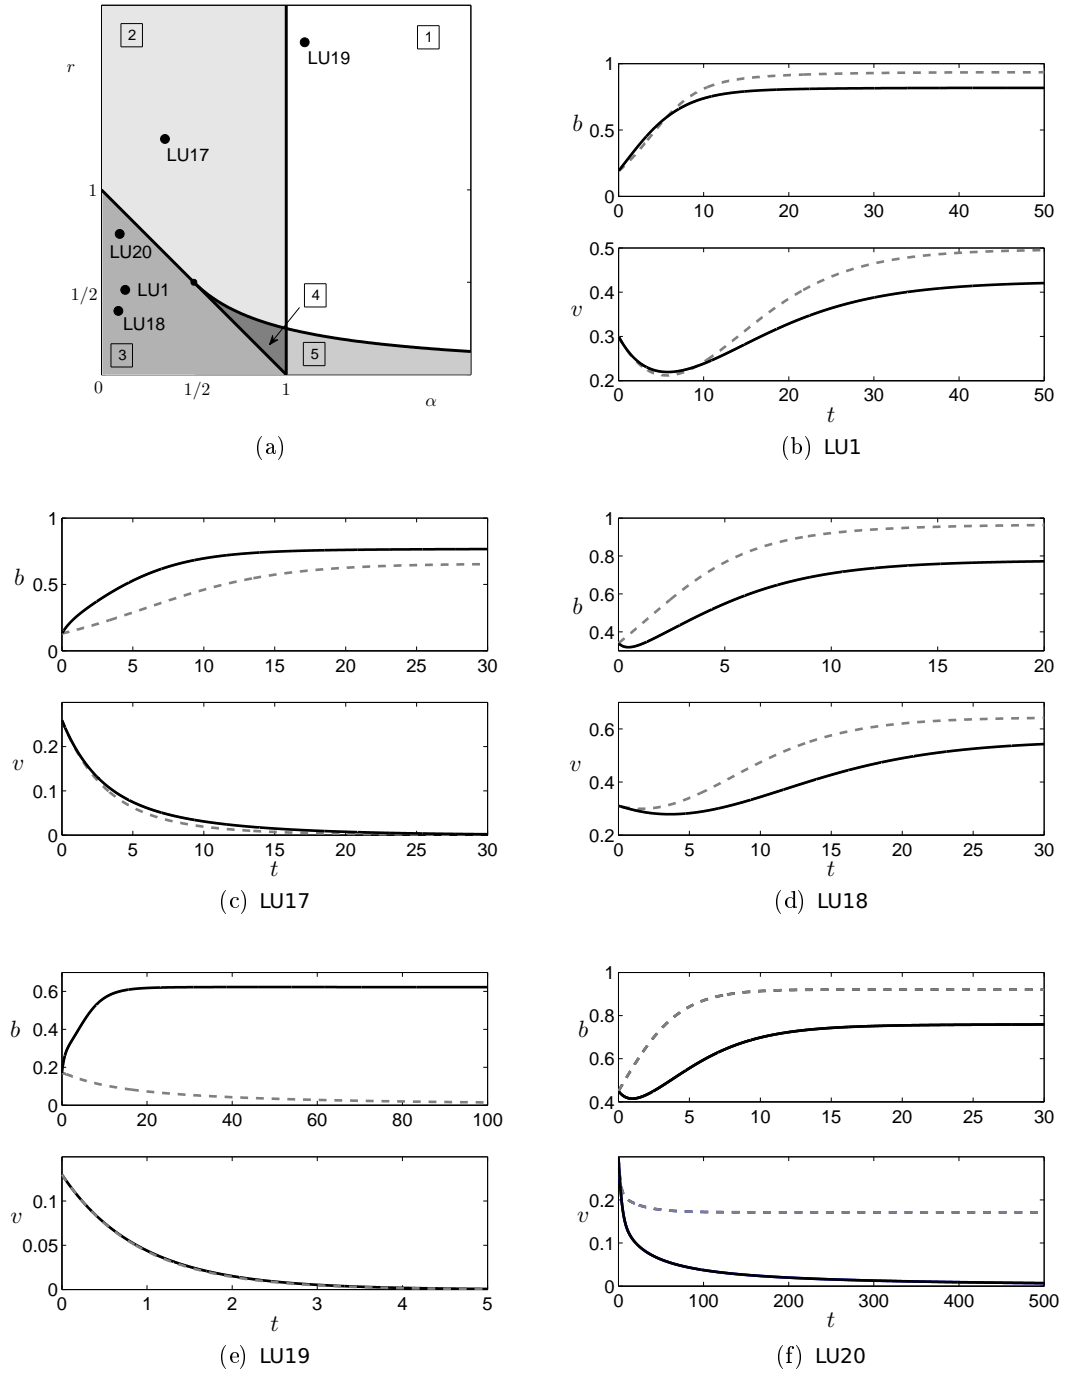 2
1
r
LU19
LU17
1
LU20
1/2
LU1
4
LU18
3
5
0
1/2
1
α
(a)
1
b
0.5
0
0 10 20 30 40 50
0.5
0.4
v
0.3
0.2
0 10 20 30 40 50
t
(b) LU1
1
b
0.5
0
0 5 10 15 20 25 30
0.2
v
0.1
0
0 5 10 15 20 25 30
t
(c) LU17
1
0.8
b
0.6
0.4
0 5 10 15 20
0.6
v
0.4
0.2
0 5 10 15 20 25 30
t
(d) LU18
0.6
b
0.4
0.2
0
0 20 40 60 80 100
0.1
v
0.05
0
0 1 2 3 4 5
t
(e) LU19
1
0.8
b
0.6
0.4
0 5 10 15 20 25 30
0.2
v
0.1
0
0 100 200 300 400 500
t
(f) LU20